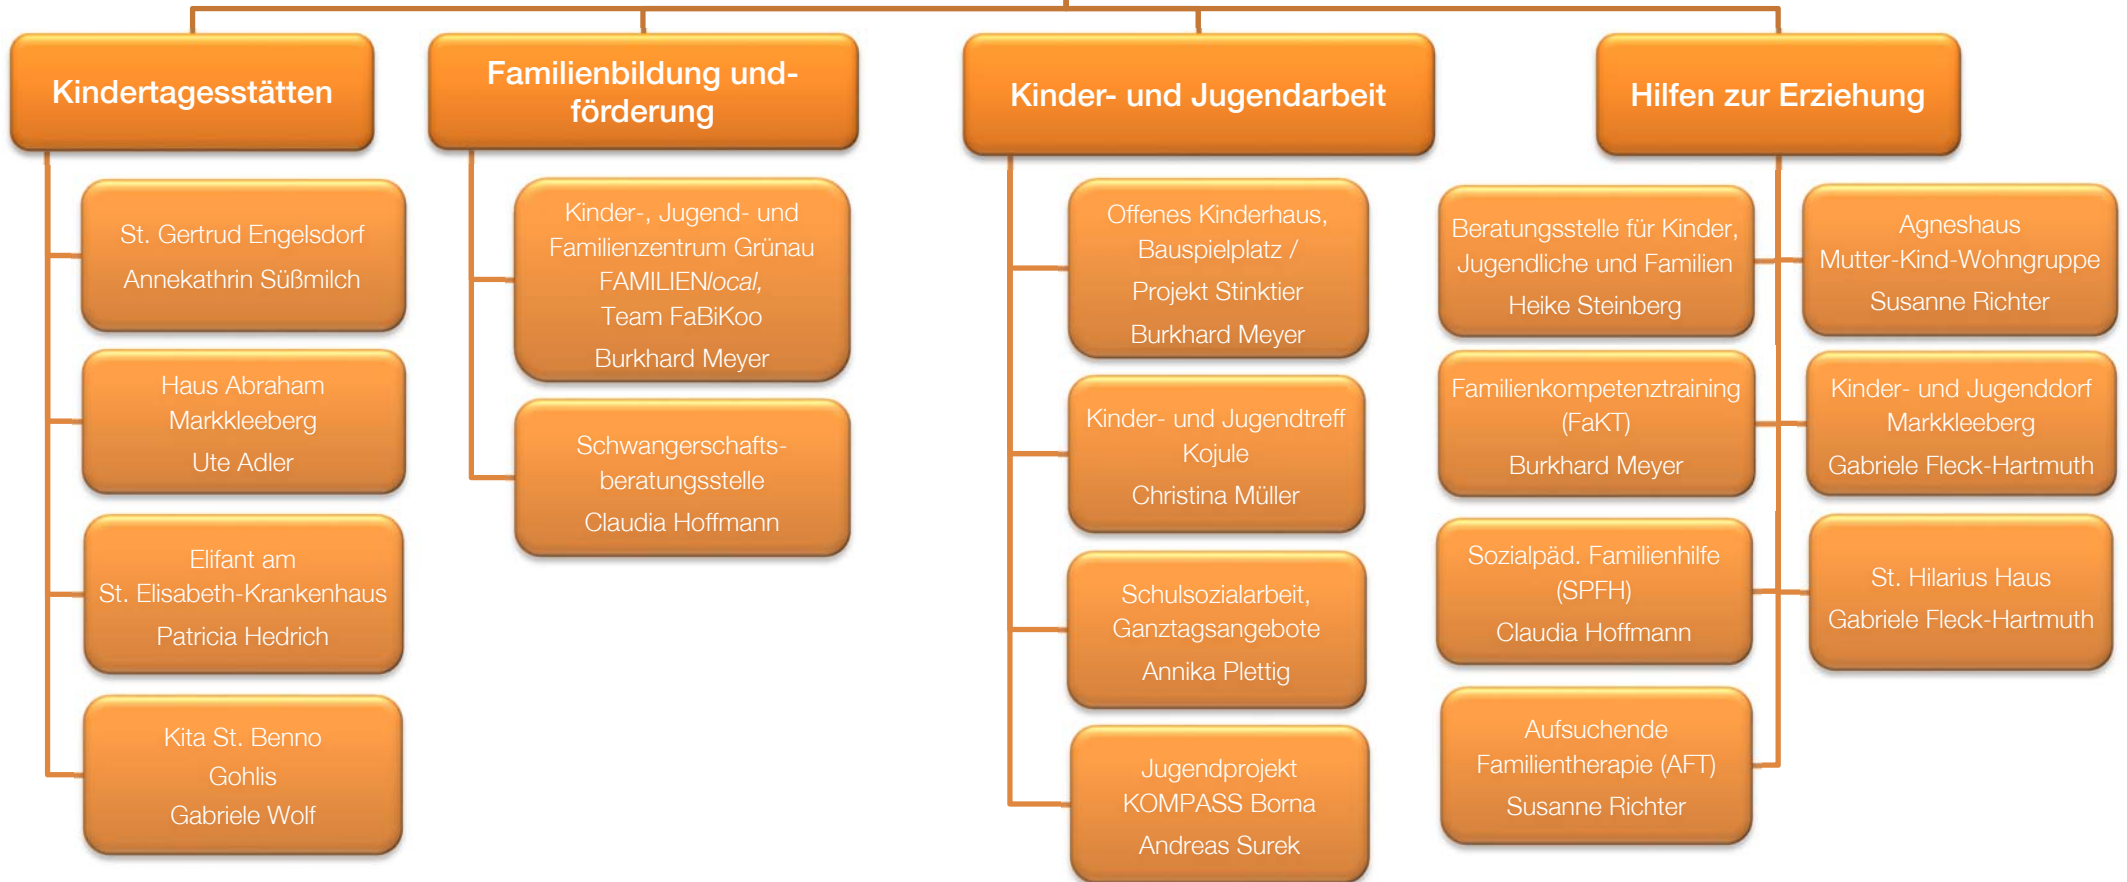 Kindertagesstätten
St. Gertrud Engelsdorf
Annekathrin Süßmilch
Haus Abraham
Markkleeberg
Ute Adler
Elifant am
St. Elisabeth-Krankenhaus
Patricia Hedrich
Kita St. Benno
Gohlis
Gabriele Wolf
Familienbildung und-
förderung
Kinder-, Jugend- und
Familienzentrum Grünau
FAMILIENlocal,
Team FaBiKoo
Burkhard Meyer
Schwangerschafts-
beratungsstelle
Claudia Hoffmann
Kinder- und Jugendarbeit
Offenes Kinderhaus,
Bauspielplatz /
Projekt Stinktier
Burkhard Meyer
Kinder- und Jugendtreff
Kojule
Christina Müller
Schulsozialarbeit,
Ganztagsangebote
Annika Plettig
Jugendprojekt
KOMPASS Borna
Andreas Surek
Hilfen zur Erziehung
Beratungsstelle für Kinder,
Jugendliche und Familien
Heike Steinberg
Familienkompetenztraining
(FaKT)
Burkhard Meyer
Sozialpäd. Familienhilfe
(SPFH)
Claudia Hoffmann
Aufsuchende
Familientherapie (AFT)
Susanne Richter
Agneshaus
Mutter-Kind-Wohngruppe
Susanne Richter
Kinder- und Jugenddorf
Markkleeberg
Gabriele Fleck-Hartmuth
St. Hilarius Haus
Gabriele Fleck-Hartmuth